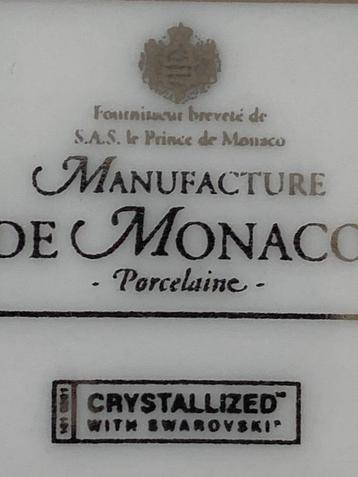 Fournisseur breveté de
S.A.S. le Prince de Monaco
MANUFACTURE
DE MONACO
- Porcelaine -
CRYSTALLIZED™
WITH SWAROVSKI®